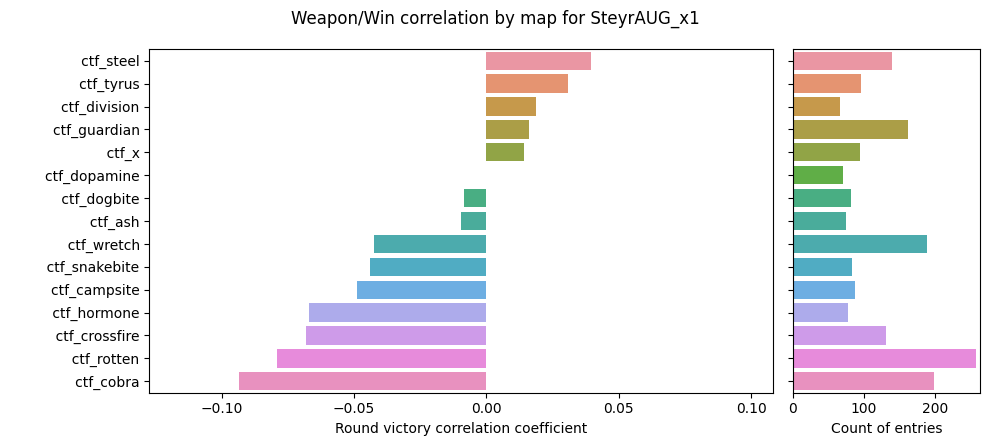 Weapon/Win correlation by map for SteyrAUG_x1
ctf_steel
ctf_tyrus
ctf_division
ctf_guardian
ctf_x
ctf_dopamine
ctf_dogbite
ctf_ash
ctf_wretch
ctf_snakebite
ctf_campsite
ctf_hormone
ctf_crossfire
ctf_rotten
ctf_cobra
−0.10 −0.05 0.00 0.05 0.10
Round victory correlation coefficient
0 100 200
Count of entries